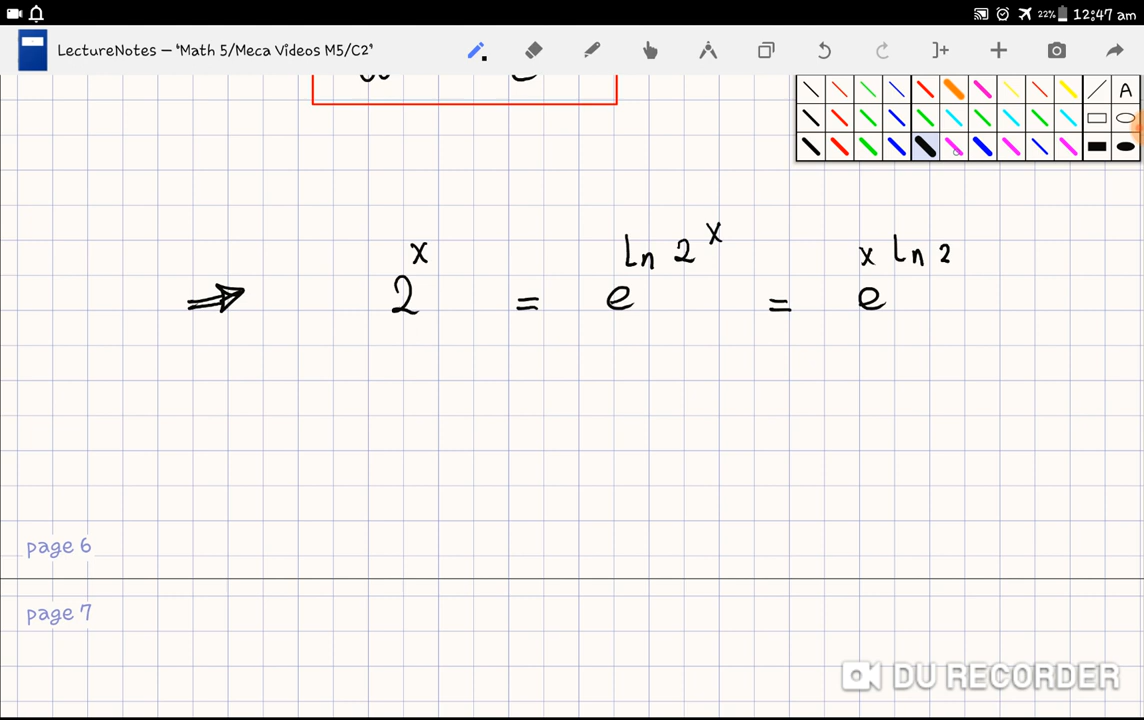 22% 12:47 am
LectureNotes – ‘Math 5/Meca Videos M5/C2’
A
⇒ 2^x = e^{ln 2^x} = e^{x ln 2}
page 6
page 7
DU RECORDER